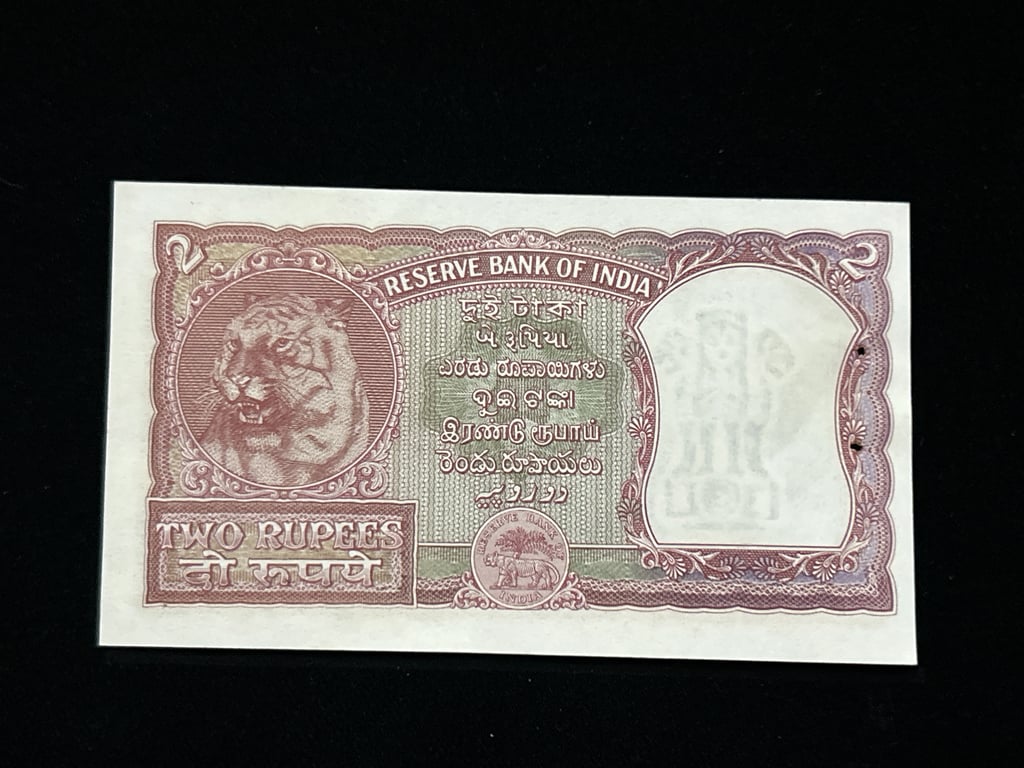 2
2
RESERVE BANK OF INDIA
দুই টাকা
બે રૂપિયા
ಎರಡು ರೂಪಾಯಿಗಳು
ଦୁଇ ଟଙ୍କା
இரண்டு ரூபாய்
రెండు రూపాయలు
TWO RUPEES
दो रुपये
RESERVE BANK OF
INDIA